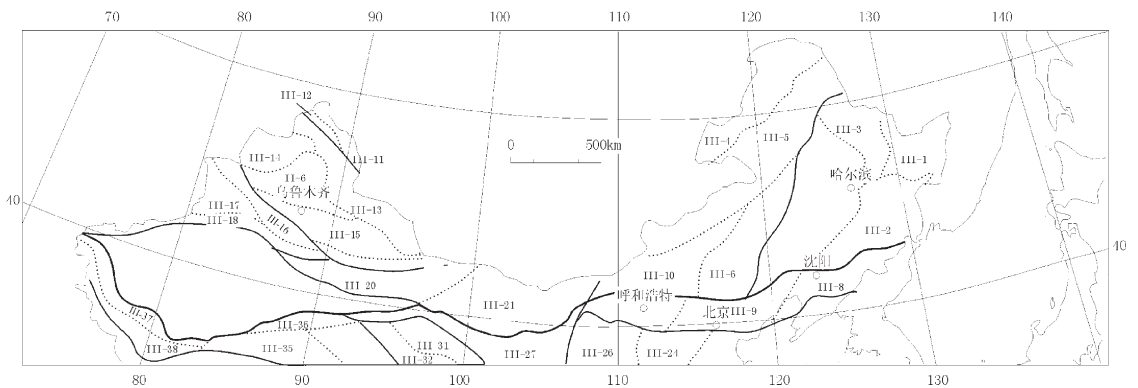 70
80
90
100
110
120
130
140
III-12
III-4
III-5
III-3
III-14
III-11
0
500km
III-1
II-6
哈尔滨
乌鲁木齐
40
III-17
III-13
III-18
III-16
III-15
III-2
40
沈阳
III-10
III-6
III-20
III-21
呼和浩特
III-8
III-9
北京
III-37
III-36
III-38
III-35
III-31
III-32
III-27
III-26
III-24
80
90
100
110
120
130